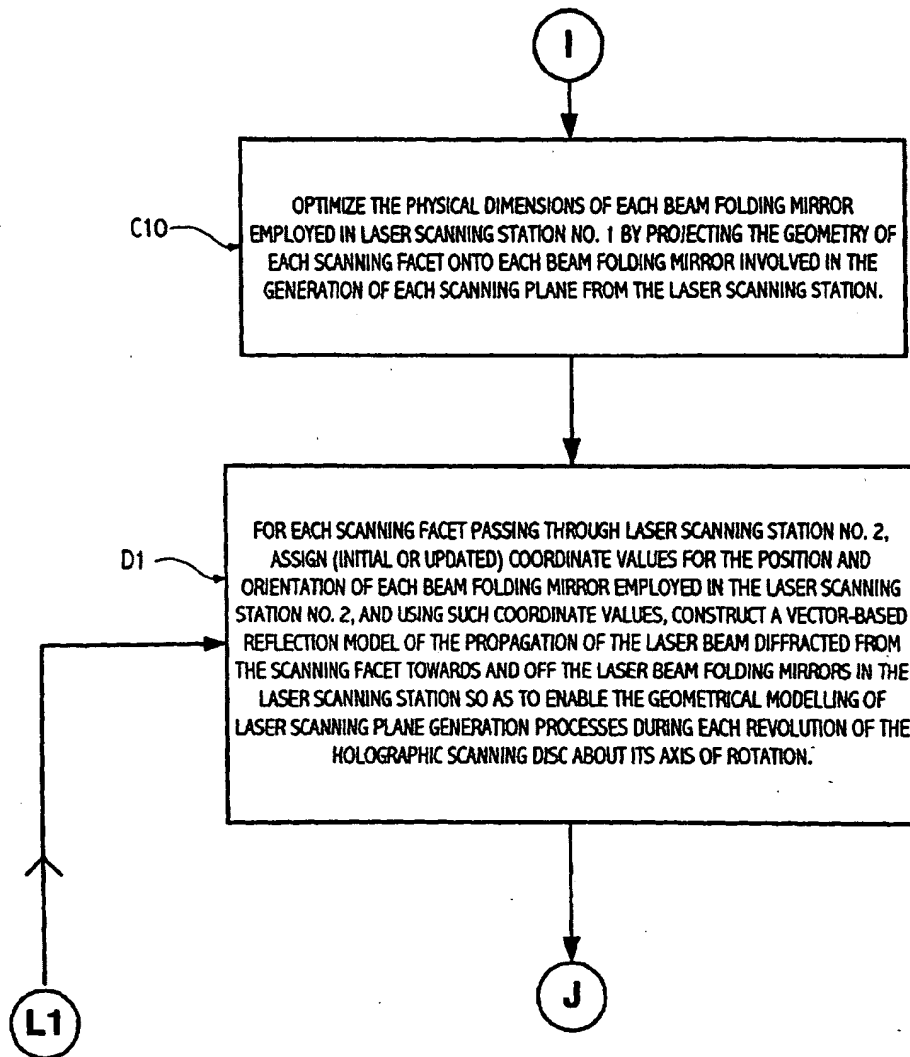 I
C10
OPTIMIZE THE PHYSICAL DIMENSIONS OF EACH BEAM FOLDING MIRROR
EMPLOYED IN LASER SCANNING STATION NO. 1 BY PROJECTING THE GEOMETRY OF
EACH SCANNING FACET ONTO EACH BEAM FOLDING MIRROR INVOLVED IN THE
GENERATION OF EACH SCANNING PLANE FROM THE LASER SCANNING STATION.
D1
FOR EACH SCANNING FACET PASSING THROUGH LASER SCANNING STATION NO. 2,
ASSIGN (INITIAL OR UPDATED) COORDINATE VALUES FOR THE POSITION AND
ORIENTATION OF EACH BEAM FOLDING MIRROR EMPLOYED IN THE LASER SCANNING
STATION NO. 2, AND USING SUCH COORDINATE VALUES, CONSTRUCT A VECTOR-BASED
REFLECTION MODEL OF THE PROPAGATION OF THE LASER BEAM DIFFRACTED FROM
THE SCANNING FACET TOWARDS AND OFF THE LASER BEAM FOLDING MIRRORS IN THE
LASER SCANNING STATION SO AS TO ENABLE THE GEOMETRICAL MODELLING OF
LASER SCANNING PLANE GENERATION PROCESSES DURING EACH REVOLUTION OF THE
HOLOGRAPHIC SCANNING DISC ABOUT ITS AXIS OF ROTATION.
L1
J